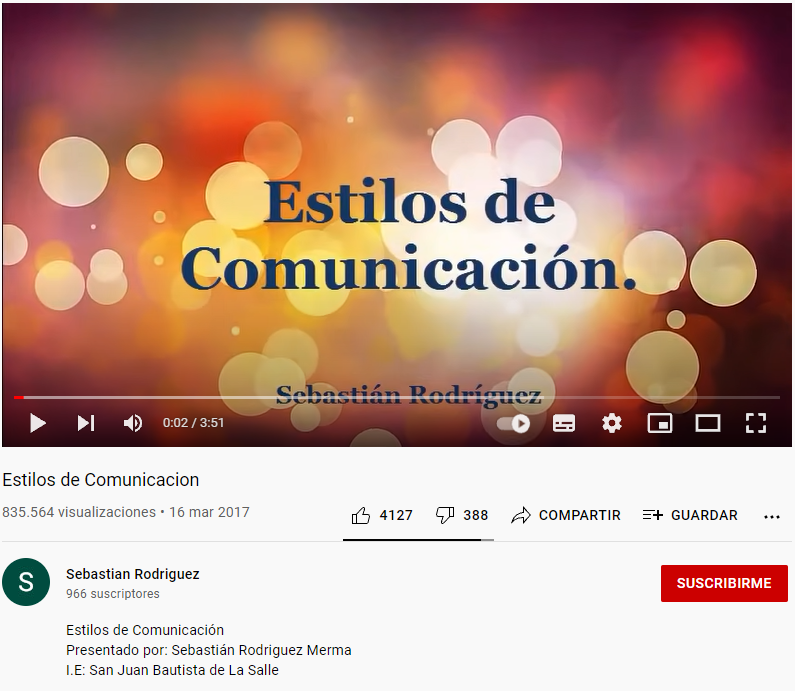 Estilos de
Comunicación.
Sebastián Rodríguez
0:02 / 3:51
Estilos de Comunicacion
835.564 visualizaciones • 16 mar 2017
4127 388 COMPARTIR GUARDAR ...
S
Sebastian Rodriguez
966 suscriptores
SUSCRIBIRME
Estilos de Comunicación
Presentado por: Sebastián Rodriguez Merma
I.E: San Juan Bautista de La Salle